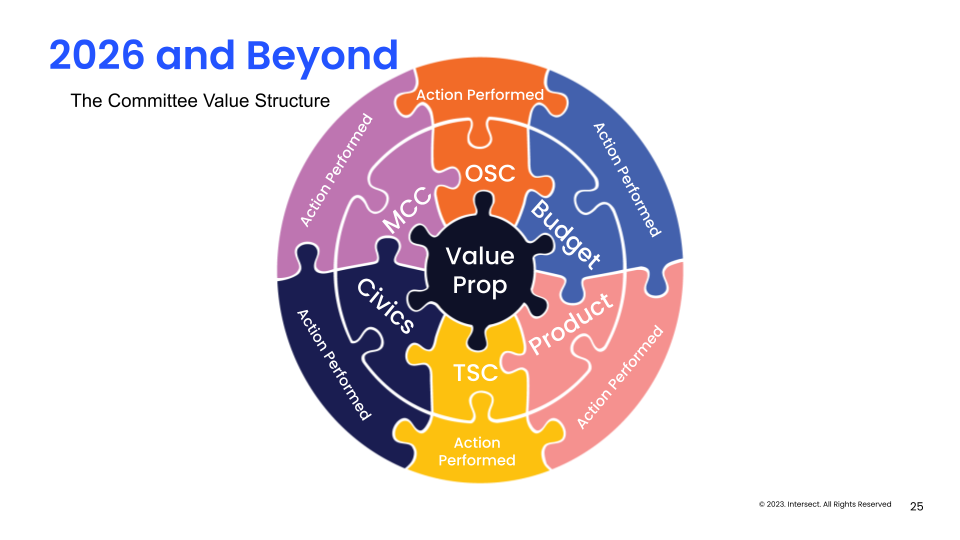 2026 and Beyond
The Committee Value Structure
Action Performed
Action Performed
Action Performed
OSC
MCC
Budget
Value
Prop
Civics
Product
TSC
Action Performed
Action Performed
Action
Performed
© 2023. Intersect. All Rights Reserved
25